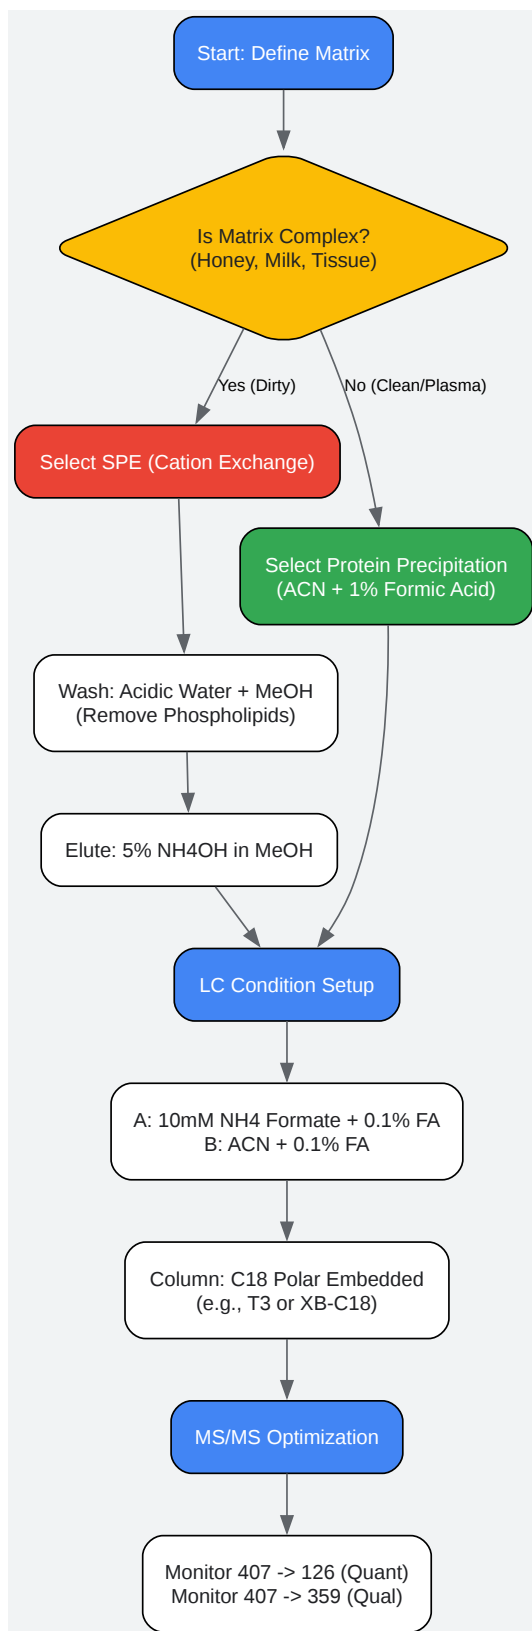 Start: Define Matrix
Is Matrix Complex?
(Honey, Milk, Tissue)
Yes (Dirty)
No (Clean/Plasma)
Select SPE (Cation Exchange)
Select Protein Precipitation
(ACN + 1% Formic Acid)
Wash: Acidic Water + MeOH
(Remove Phospholipids)
Elute: 5% NH4OH in MeOH
LC Condition Setup
A: 10mM NH4 Formate + 0.1% FA
B: ACN + 0.1% FA
Column: C18 Polar Embedded
(e.g., T3 or XB-C18)
MS/MS Optimization
Monitor 407 -> 126 (Quant)
Monitor 407 -> 359 (Qual)